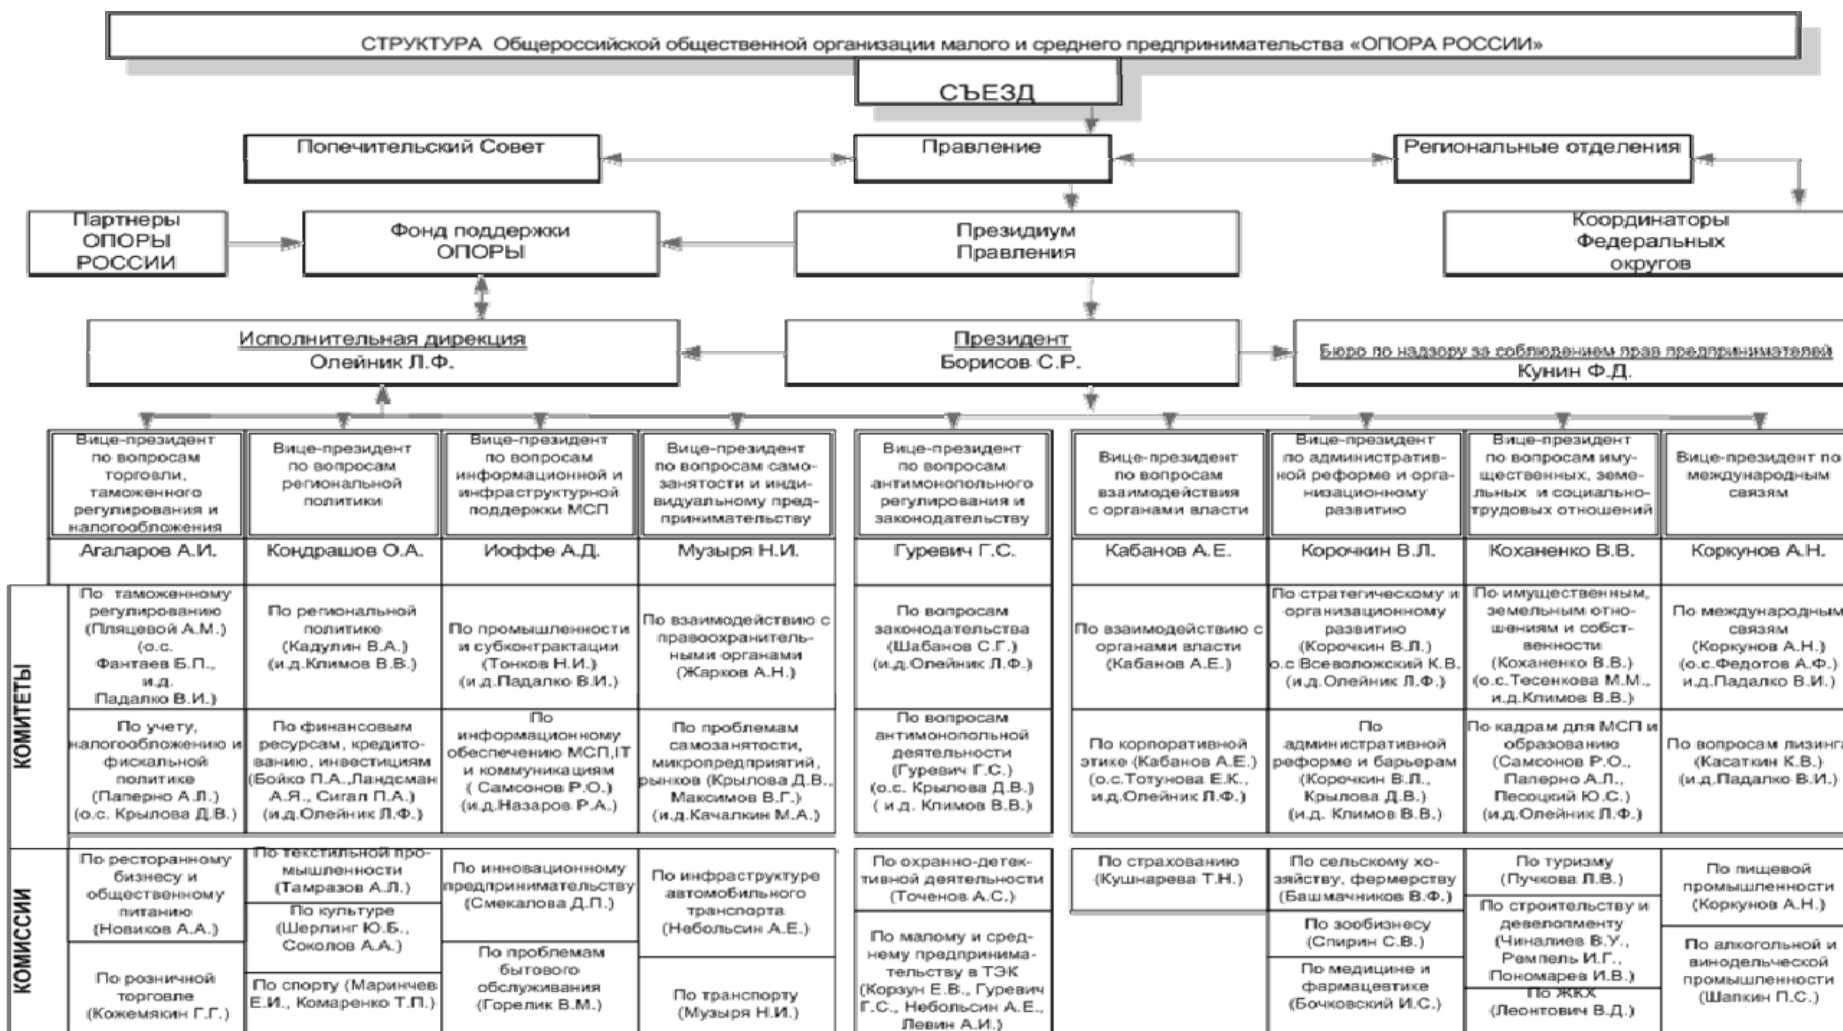 СТРУКТУРА Общероссийской общественной организации малого и среднего предпринимательства «ОПОРА РОССИИ»
СЪЕЗД
Попечительский Совет
Правление
Региональные отделения
Партнеры
ОПОРЫ
РОССИИ
Фонд поддержки
ОПОРЫ
Президиум
Правления
Координаторы
Федеральных
округов
Исполнительная дирекция
Олейник Л.Ф.
Президент
Борисов С.Р.
Бюро по надзору за соблюдением прав предпринимателей
Кунин Ф.Д.
Вице-президент
по вопросам
торговли,
таможенного
регулирования и
налогообложения
Вице-президент
по вопросам
региональной
политики
Вице-президент
по вопросам
информационной и
инфраструктурной
поддержки МСП
Вице-президент
по вопросам само-
занятости и инди-
видуальному пред-
принимательству
Вице-президент
по вопросам
антимонопольного
регулирования и
законодательству
Вице-президент
по вопросам
взаимодействия
с органами власти
Вице-президент
по административ-
ной реформе и орга-
низационному
развитию
Вице-президент
по вопросам иму-
щественных, земе-
льных и социально-
трудовых отношений
Вице-президент по
международным
связям
Агаларов А.И.
Кондрашов О.А.
Иоффе А.Д.
Музыря Н.И.
Гуревич Г.С.
Кабанов А.Е.
Корочкин В.Л.
Коханенко В.В.
Коркунов А.Н.
КОМИТЕТЫ
По таможенному
регулированию
(Пляцевой А.М.)
(о.с.
Фантаев Б.П.,
и.д.
Падалко В.И.)
По региональной
политике
(Кадулин В.А.)
(и.д.Климов В.В.)
По промышленности
и субконтрактации
(Тонков Н.И.)
(и.д.Падалко В.И.)
По взаимодействию с
правоохранитель-
ными органами
(Жарков А.Н.)
По вопросам
законодательства
(Шабанов С.Г.)
(и.д.Олейник Л.Ф.)
По взаимодействию с
органами власти
(Кабанов А.Е.)
По стратегическому и
организационному
развитию
(Корочкин В.Л.)
о.с Всеволожский К.В.
(и.д.Олейник Л.Ф.)
По имущественным,
земельным отно-
шениям и собст-
венности
(Коханенко В.В.)
(о.с.Тесенкова М.М.,
и.д.Климов В.В.)
По международным
связям
(Коркунов А.Н.)
(о.с.Федотов А.Ф.)
и.д.Падалко В.И.)
По учету,
налогообложению и
фискальной
политике
(Паперно А.Л.)
(о.с. Крылова Д.В.)
По финансовым
ресурсам, кредито-
ванию, инвестициям
(Бойко П.А.,Ландсман
А.Я., Сигал П.А.)
(и.д.Олейник Л.Ф.)
По
информационному
обеспечению МСП,IT
и коммуникациям
( Самсонов Р.О.)
(и.д.Назаров Р.А.)
По проблемам
самозанятости,
микропредприятий,
рынков (Крылова Д.В.,
Максимов В.Г.)
(и.д.Качалкин М.А.)
По вопросам
антимонопольной
деятельности
(Гуревич Г.С.)
(о.с. Крылова Д.В.)
( и.д. Климов В.В.)
По корпоративной
этике (Кабанов А.Е.)
(о.с.Тотунова Е.К.,
и.д.Олейник Л.Ф.)
По
административной
реформе и барьерам
(Корочкин В.Л.,
Крылова Д.В.)
(и.д. Климов В.В.)
По кадрам для МСП и
образованию
(Самсонов Р.О.,
Паперно А.Л.,
Песоцкий Ю.С.)
(и.д.Олейник Л.Ф.)
По вопросам лизинга
(Касаткин К.В.)
(и.д.Падалко В.И.)
КОМИССИИ
По ресторанному
бизнесу и
общественному
питанию
(Новиков А.А.)
По розничной
торговле
(Кожемякин Г.Г.)
По текстильной про-
мышленности
(Тамразов А.Л.)
По культуре
(Шерлинг Ю.Б.,
Соколов А.А.)
По спорту (Маринчев
Е.И., Комаренко Т.П.)
По инновационному
предпринимательству
(Смекалова Д.П.)
По проблемам
бытового
обслуживания
(Горелик В.М.)
По инфраструктуре
автомобильного
транспорта
(Небольсин А.Е.)
По транспорту
(Музыря Н.И.)
По охранно-детек-
тивной деятельности
(Точенов А.С.)
По малому и сред-
нему предпринима-
тельству в ТЭК
(Корзун Е.В., Гуревич
Г.С., Небольсин А.Е.,
Левин А.И.)
По страхованию
(Кушнарева Т.Н.)
По сельскому хо-
зяйству, фермерству
(Башмачников В.Ф.)
По зообизнесу
(Спирин С.В.)
По медицине и
фармацевтике
(Бочковский И.С.)
По туризму
(Пучкова Л.В.)
По строительству и
девелопменту
(Чиналиев В.У.,
Ремпель И.Г.,
Пономарев И.В.)
По ЖКХ
(Леонтович В.Д.)
По пищевой
промышленности
(Коркунов А.Н.)
По алкогольной и
винодельческой
промышленности
(Шапкин П.С.)